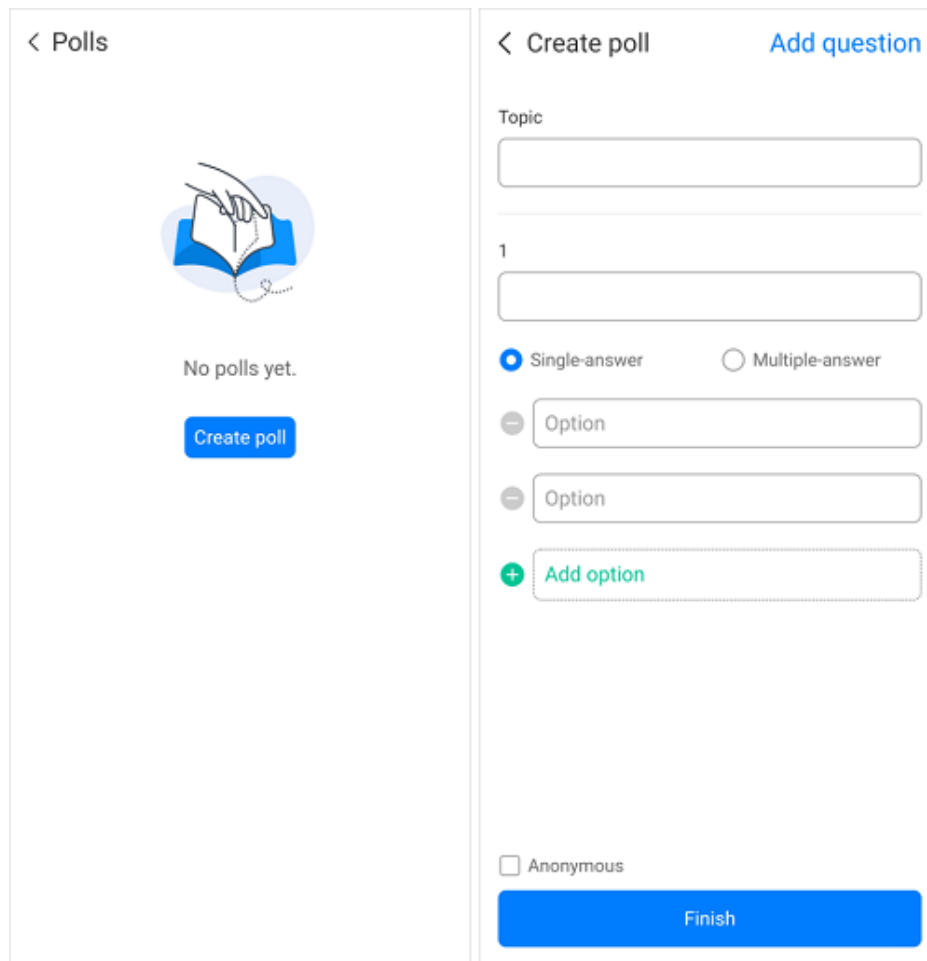 Polls
No polls yet.
Create poll
Create poll
Add question
Topic
1
Single-answer
Multiple-answer
Option
Option
Add option
Anonymous
Finish